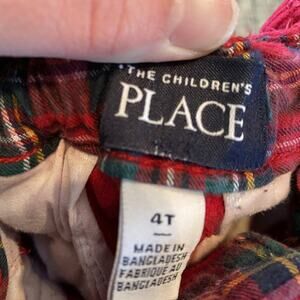 THE CHILDREN'S
PLACE
4T
MADE IN
BANGLADESH
FABRIQUÉ AU
BANGLADESH